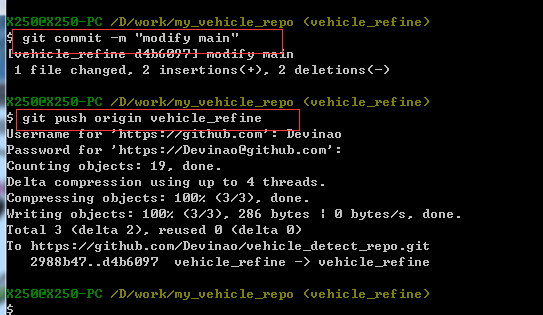 X250@X250-PC /D/work/my_vehicle_repo (vehicle_refine)
$ git commit -m "modify main"
[vehicle_refine d4b6097] modify main
 1 file changed, 2 insertions(+), 2 deletions(-)
X250@X250-PC /D/work/my_vehicle_repo (vehicle_refine)
$ git push origin vehicle_refine
Username for 'https://github.com': Devinao
Password for 'https://Devinao@github.com':
Counting objects: 19, done.
Delta compression using up to 4 threads.
Compressing objects: 100% (3/3), done.
Writing objects: 100% (3/3), 286 bytes | 0 bytes/s, done.
Total 3 (delta 2), reused 0 (delta 0)
To https://github.com/Devinao/vehicle_detect_repo.git
   2988b47..d4b6097  vehicle_refine -> vehicle_refine
X250@X250-PC /D/work/my_vehicle_repo (vehicle_refine)
$